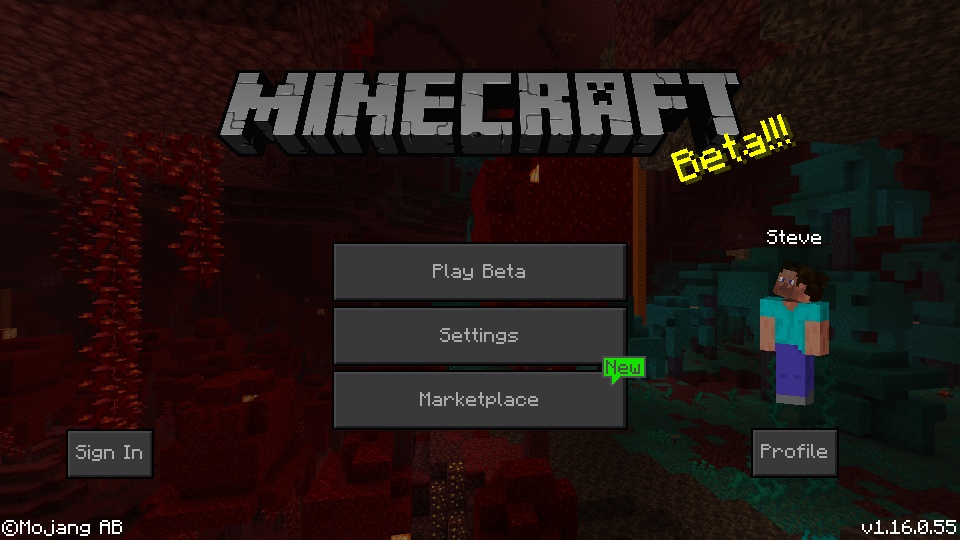 MINECRAFT
Beta!!!
Steve
Play Beta
Settings
New
Marketplace
Sign In
Profile
©Mojang AB
v1.16.0.55